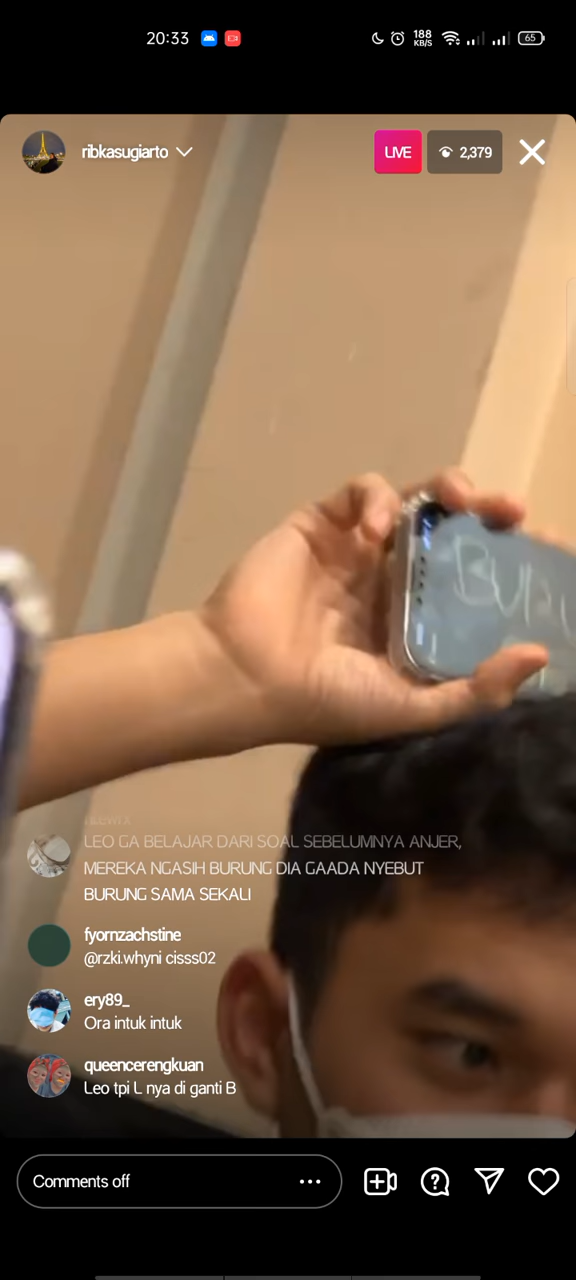 20:33
188
KB/S
65
ribkasugiarto
LIVE
2,379
BURU
LEO GA BELAJAR DARI SOAL SEBELUMNYA ANJER,
MEREKA NGASIH BURUNG DIA GAADA NYEBUT
BURUNG SAMA SEKALI
fyornzachstine
@rzki.whyni cisss02
ery89_
Ora intuk intuk
queencerengkuan
Leo tpi L nya di ganti B
Comments off